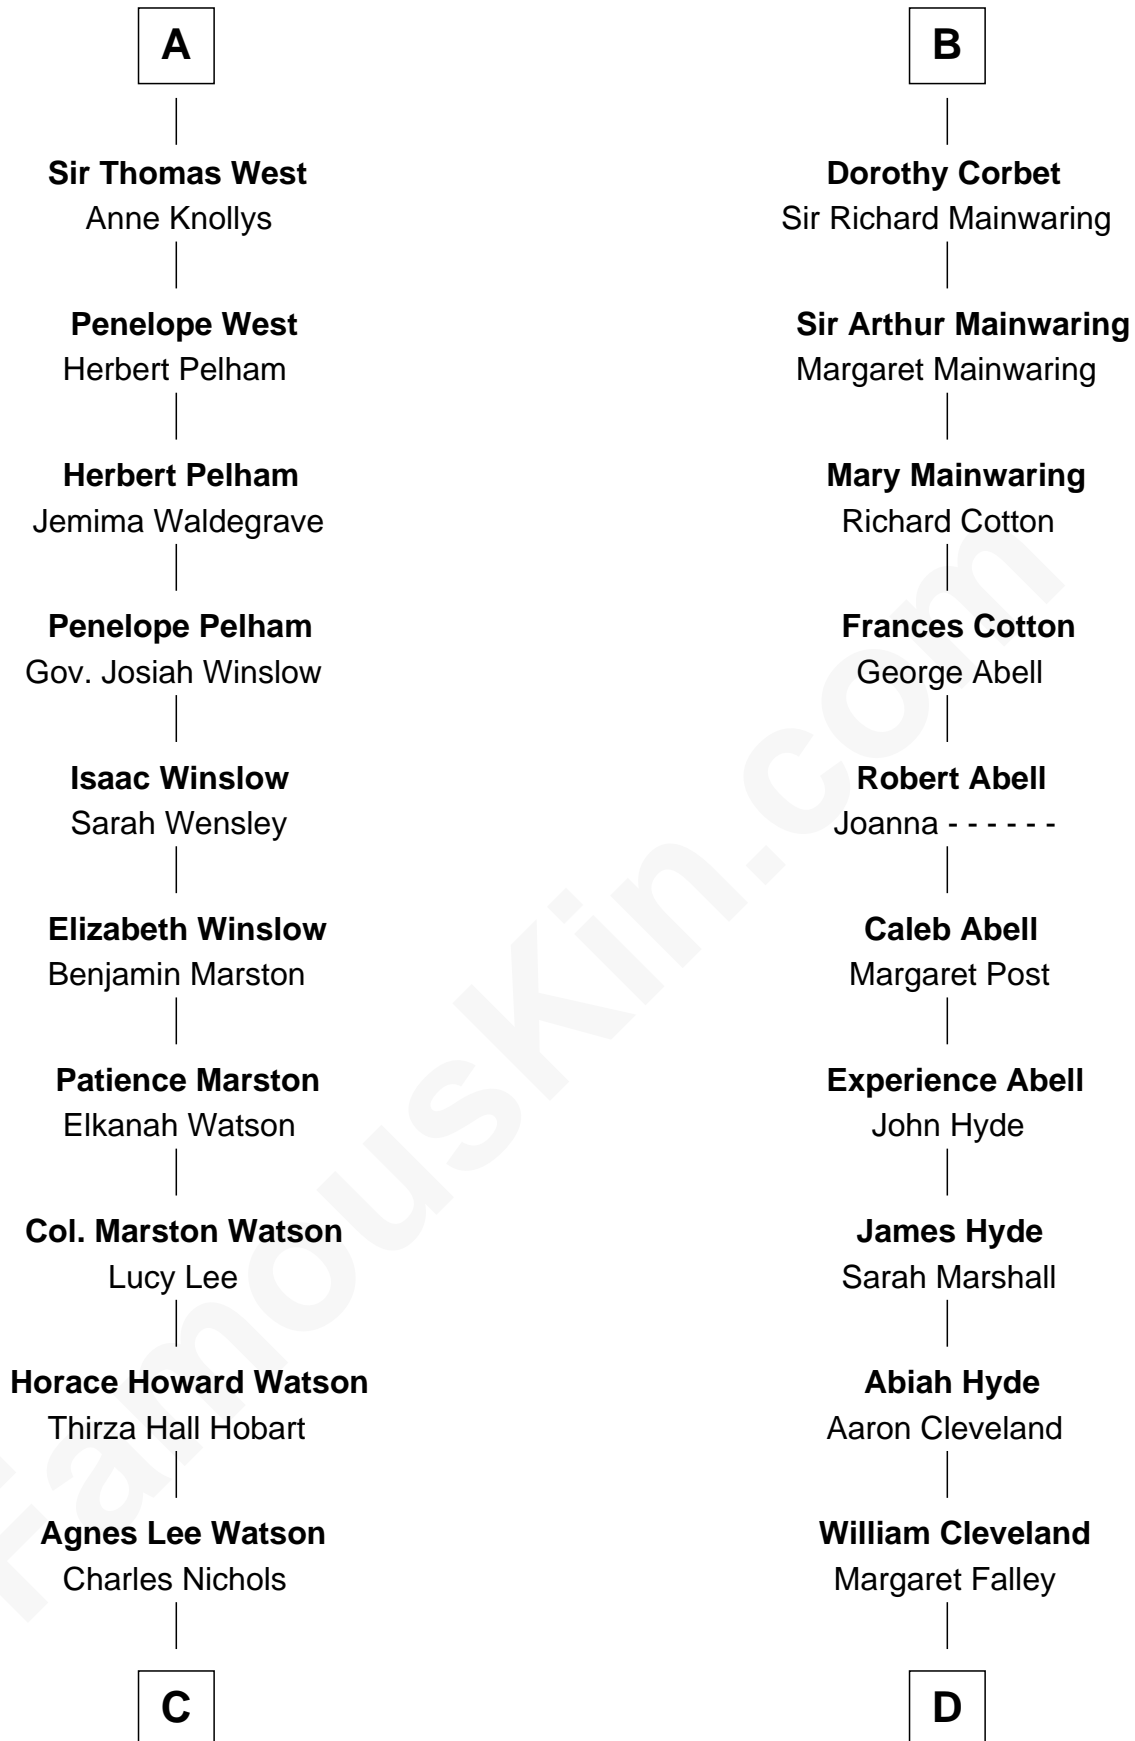 A
Sir Thomas West
Anne Knollys
Penelope West
Herbert Pelham
Herbert Pelham
Jemima Waldegrave
Penelope Pelham
Gov. Josiah Winslow
Isaac Winslow
Sarah Wensley
Elizabeth Winslow
Benjamin Marston
Patience Marston
Elkanah Watson
Col. Marston Watson
Lucy Lee
Horace Howard Watson
Thirza Hall Hobart
Agnes Lee Watson
Charles Nichols
C
B
Dorothy Corbet
Sir Richard Mainwaring
Sir Arthur Mainwaring
Margaret Mainwaring
Mary Mainwaring
Richard Cotton
Frances Cotton
George Abell
Robert Abell
Joanna - - - - - -
Caleb Abell
Margaret Post
Experience Abell
John Hyde
James Hyde
Sarah Marshall
Abiah Hyde
Aaron Cleveland
William Cleveland
Margaret Falley
D
FamousKin.com